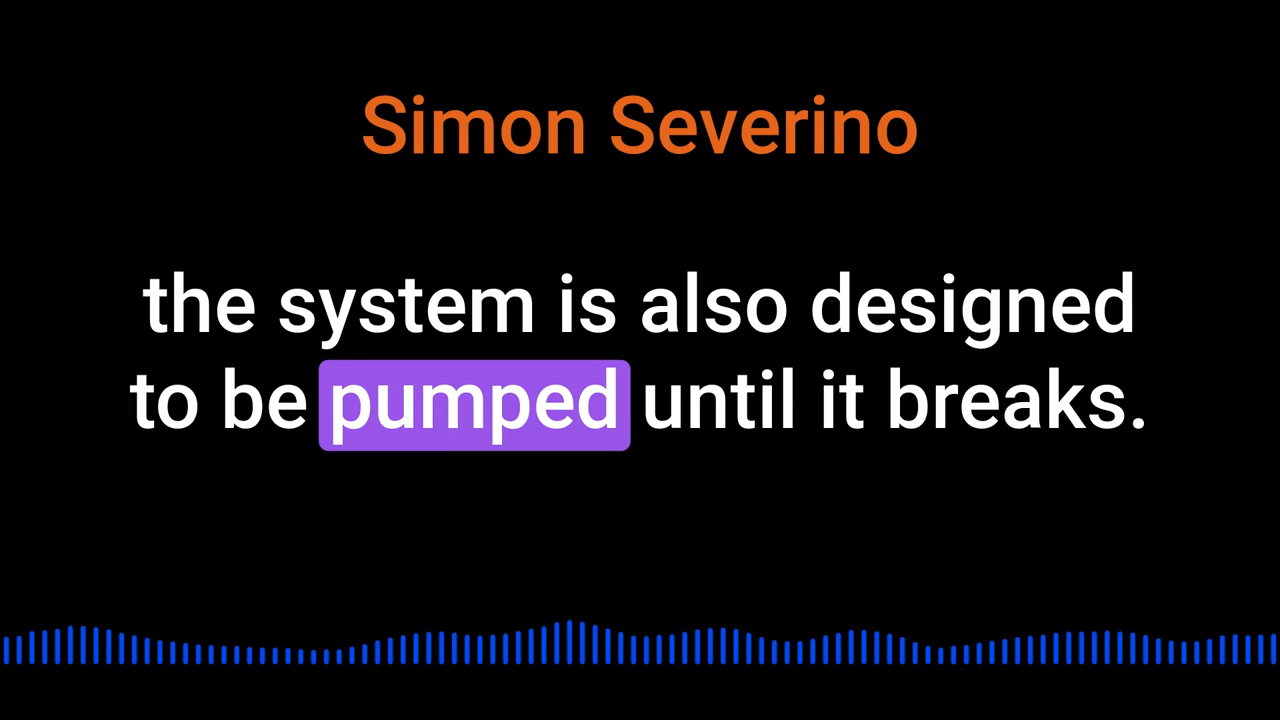 Simon Severino
the system is also designed
to be pumped until it breaks.